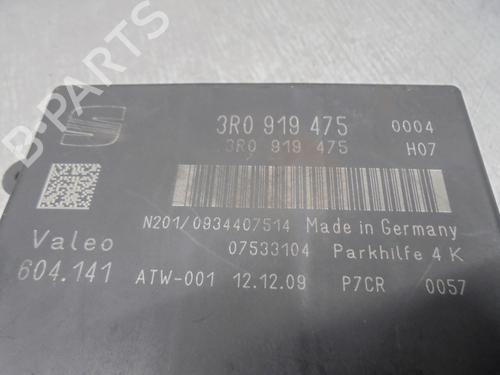 B-PARTS
3R0 919 475 0004
3R0 919 475 H07
N201/0934407514 Made in Germany
Valeo 07533104 Parkhilfe 4 K
604.141 ATW-001 12.12.09 P7CR 0057